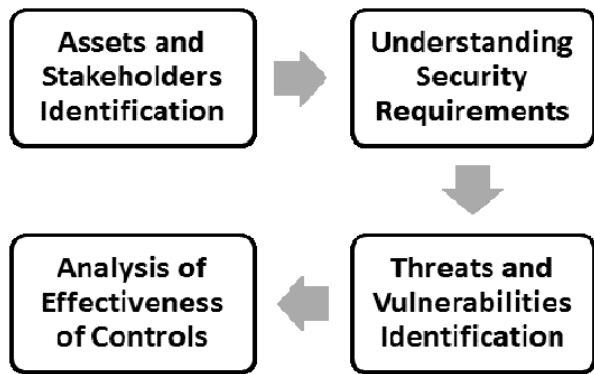 Assets and
Stakeholders
Identification
Understanding
Security
Requirements
Threats and
Vulnerabilities
Identification
Analysis of
Effectiveness
of Controls